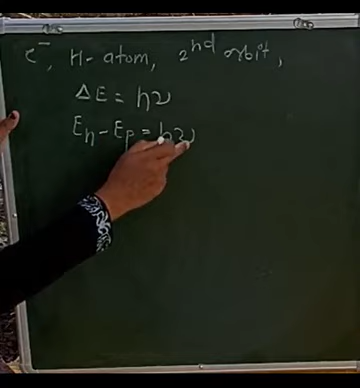 e⁻, H-atom, 2nd orbit,
ΔE = hν
En - Ep = hν